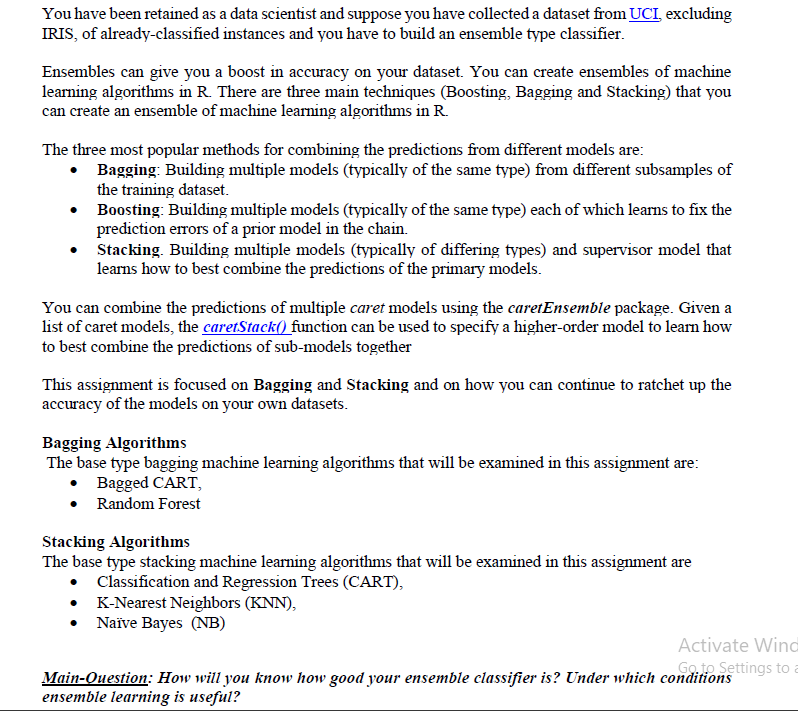 You have been retained as a data scientist and suppose you have collected a dataset from UCI, excluding
IRIS, of already-classified instances and you have to build an ensemble type classifier.
Ensembles can give you a boost in accuracy on your dataset. You can create ensembles of machine
learning algorithms in R. There are three main techniques (Boosting, Bagging and Stacking) that you
can create an ensemble of machine learning algorithms in R.
The three most popular methods for combining the predictions from different models are:
• Bagging: Building multiple models (typically of the same type) from different subsamples of
the training dataset.
• Boosting: Building multiple models (typically of the same type) each of which learns to fix the
prediction errors of a prior model in the chain.
• Stacking. Building multiple models (typically of differing types) and supervisor model that
learns how to best combine the predictions of the primary models.
You can combine the predictions of multiple caret models using the caretEnsemble package. Given a
list of caret models, the caretStack() function can be used to specify a higher-order model to learn how
to best combine the predictions of sub-models together
This assignment is focused on Bagging and Stacking and on how you can continue to ratchet up the
accuracy of the models on your own datasets.
Bagging Algorithms
The base type bagging machine learning algorithms that will be examined in this assignment are:
• Bagged CART,
• Random Forest
Stacking Algorithms
The base type stacking machine learning algorithms that will be examined in this assignment are
• Classification and Regression Trees (CART),
• K-Nearest Neighbors (KNN),
• Naïve Bayes (NB)
Activate Wind
Go to Settings to a
Main-Question: How will you know how good your ensemble classifier is? Under which conditions
ensemble learning is useful?